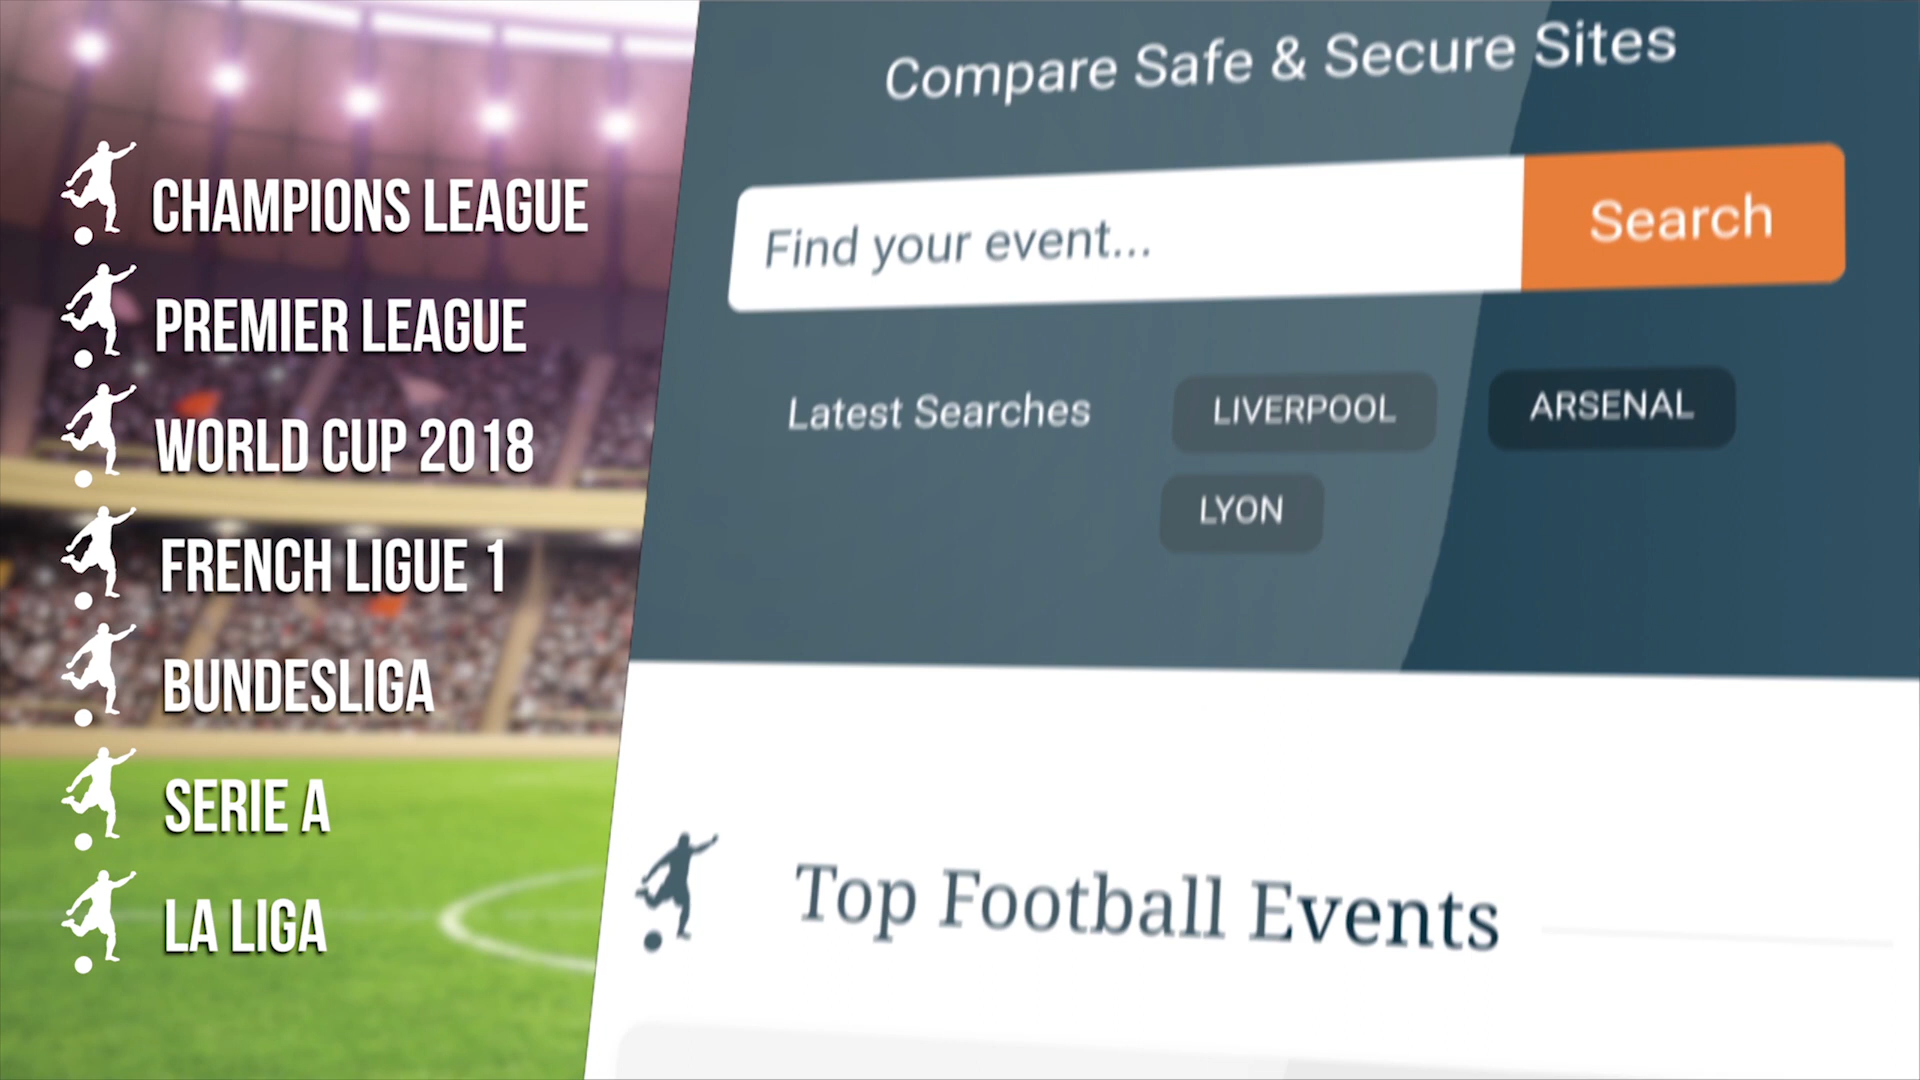 CHAMPIONS LEAGUE
PREMIER LEAGUE
WORLD CUP 2018
FRENCH LIGUE 1
BUNDESLIGA
SERIE A
LA LIGA
Compare Safe & Secure Sites
Find your event...
Search
Latest Searches
LIVERPOOL
ARSENAL
LYON
Top Football Events